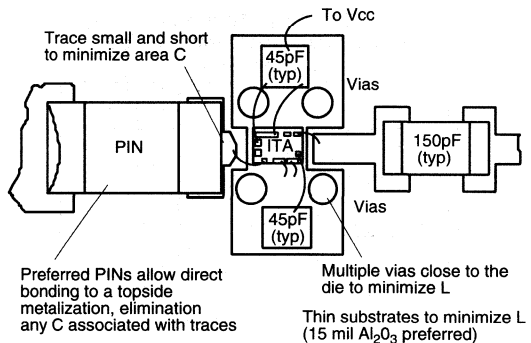 To Vcc
Trace small and short
to minimize area C
45pF
(typ)
Vias
PIN
ITA
150pF
(typ)
45pF
(typ)
Vias
Preferred PINs allow direct
bonding to a topside
metalization, elimination
any C associated with traces
Multiple vias close to the
die to minimize L
Thin substrates to minimize L
(15 mil Al₂0₃ preferred)